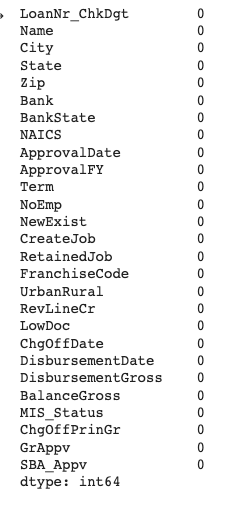 LoanNr_ChkDgt 0
Name 0
City 0
State 0
Zip 0
Bank 0
BankState 0
NAICS 0
ApprovalDate 0
ApprovalFY 0
Term 0
NoEmp 0
NewExist 0
CreateJob 0
RetainedJob 0
FranchiseCode 0
UrbanRural 0
RevLineCr 0
LowDoc 0
ChgOffDate 0
DisbursementDate 0
DisbursementGross 0
BalanceGross 0
MIS_Status 0
ChgOffPrinGr 0
GrAppv 0
SBA_Appv 0
dtype: int64